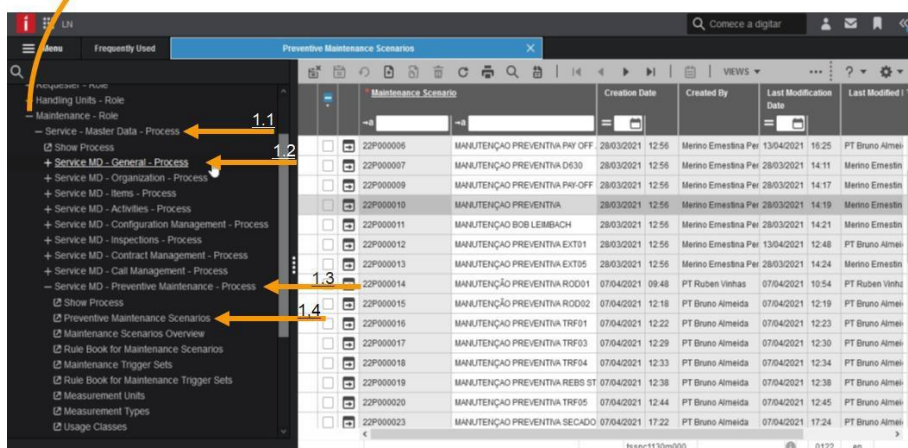 LN
Comece a digitar
Menu Frequently Used Preventive Maintenance Scenarios
VIEWS
Requester - Role
Handling Units - Role
Maintenance - Role
Service - Master Data - Process 1.1
Show Process 1.2
Service MD - General - Process
Service MD - Organization - Process
Service MD - Items - Process
Service MD - Activities - Process
Service MD - Configuration Management - Process
Service MD - Inspections - Process
Service MD - Contract Management - Process
Service MD - Call Management - Process
Service MD - Preventive Maintenance - Process 1.3
Show Process
Preventive Maintenance Scenarios 1.4
Maintenance Scenarios Overview
Rule Book for Maintenance Scenarios
Maintenance Trigger Sets
Rule Book for Maintenance Trigger Sets
Measurement Units
Measurement Types
Usage Classes
* Maintenance Scenario Creation Date Created By Last Modification Date Last Modified
22P000006 MANUTENÇAO PREVENTIVA PAY OFF 28/03/2021 12:56 Merino Ernestina Per 13/04/2021 16:25 PT Bruno Almei
22P000007 MANUTENÇAO PREVENTIVA D630 28/03/2021 12:56 Merino Ernestina Per 28/03/2021 14:11 Merino Ernestin
22P000009 MANUTENÇAO PREVENTIVA PAY-OFF 28/03/2021 12:56 Merino Ernestina Per 28/03/2021 14:17 Merino Ernestin
22P000010 MANUTENÇAO PREVENTIVA 28/03/2021 12:56 Merino Ernestina Per 28/03/2021 14:19 Merino Ernestin
22P000011 MANUTENÇAO BOB LEIMBACH 28/03/2021 12:56 Merino Ernestina Per 28/03/2021 14:21 Merino Ernestin
22P000012 MANUTENÇAO PREVENTIVA EXT01 28/03/2021 12:56 Merino Ernestina Per 13/04/2021 12:48 PT Bruno Almei
22P000013 MANUTENÇAO PREVENTIVA EXT05 28/03/2021 12:56 Merino Ernestina Per 28/03/2021 14:24 Merino Ernestin
22P000014 MANUTENÇÃO PREVENTIVA ROD01 07/04/2021 09:48 PT Ruben Vinhas 07/04/2021 10:54 PT Ruben Vinha
22P000015 MANUTENÇÃO PREVENTIVA ROD02 07/04/2021 12:18 PT Bruno Almeida 07/04/2021 12:19 PT Bruno Almei
22P000016 MANUTENÇAO PREVENTIVA TRF01 07/04/2021 12:22 PT Bruno Almeida 07/04/2021 12:23 PT Bruno Almei
22P000017 MANUTENÇAO PREVENTIVA TRF03 07/04/2021 12:29 PT Bruno Almeida 07/04/2021 12:30 PT Bruno Almei
22P000018 MANUTENÇAO PREVENTIVA TRF04 07/04/2021 12:33 PT Bruno Almeida 07/04/2021 12:34 PT Bruno Almei
22P000019 MANUTENÇAO PREVENTIVA REBS ST 07/04/2021 12:38 PT Bruno Almeida 07/04/2021 12:38 PT Bruno Almei
22P000020 MANUTENÇAO PREVENTIVA TRF05 07/04/2021 12:44 PT Bruno Almeida 07/04/2021 12:45 PT Bruno Almei
22P000023 MANUTENÇAO PREVENTIVA SECADO 07/04/2021 17:22 PT Bruno Almeida 07/04/2021 17:24 PT Bruno Almei
0122 en